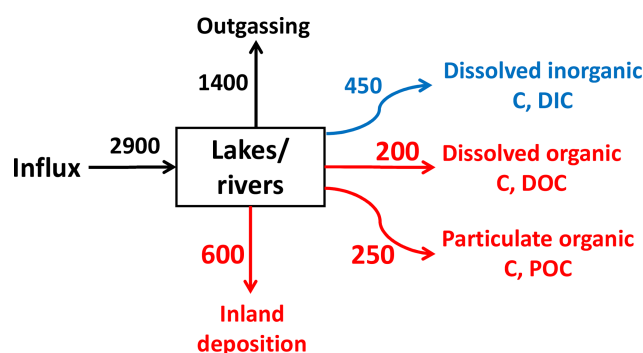 Outgassing
1400
450
Dissolved inorganic
C, DIC
Influx
2900
Lakes/
rivers
200
Dissolved organic
C, DOC
600
250
Particulate organic
C, POC
Inland
deposition